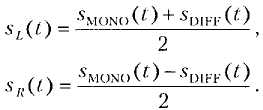 s_L(t) = (s_MONO(t) + s_DIFF(t)) / 2 ,
s_R(t) = (s_MONO(t) − s_DIFF(t)) / 2 .